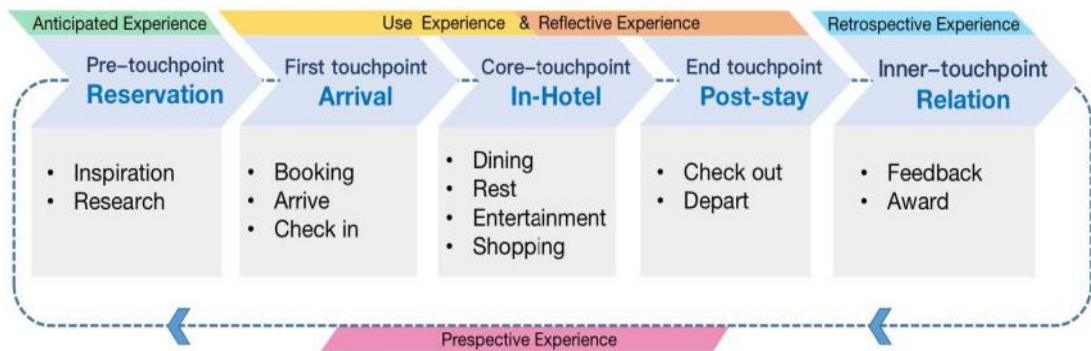 Anticipated Experience
Use Experience & Reflective Experience
Retrospective Experience
Pre-touchpoint
Reservation
First touchpoint
Arrival
Core-touchpoint
In-Hotel
End touchpoint
Post-stay
Inner-touchpoint
Relation
• Inspiration
• Research
• Booking
• Arrive
• Check in
• Dining
• Rest
• Entertainment
• Shopping
• Check out
• Depart
• Feedback
• Award
Prespective Experience